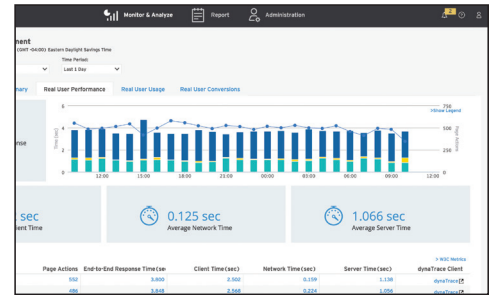 Monitor & Analyze Report Administration 2
ment
(GMT -04:00) Eastern Daylight Savings Time
Time Period:
Last 1 Day
nary Real User Performance Real User Usage Real User Conversions
>Show Legend
nse
Time (sec)
6
4
2
0
750
500
250
0
Page Actions
12:00 15:00 18:00 21:00 00:00 03:00 06:00 09:00 12:00
sec
ient Time
0.125 sec
Average Network Time
1.066 sec
Average Server Time
> W3C Metrics
Page Actions End-to-End Response Time (se Client Time (sec) Network Time (sec) Server Time (sec) dynaTrace Client
552 3.800 2.502 0.159 1.138 dynaTrace
486 3.848 2.568 0.224 1.056 dynaTrace